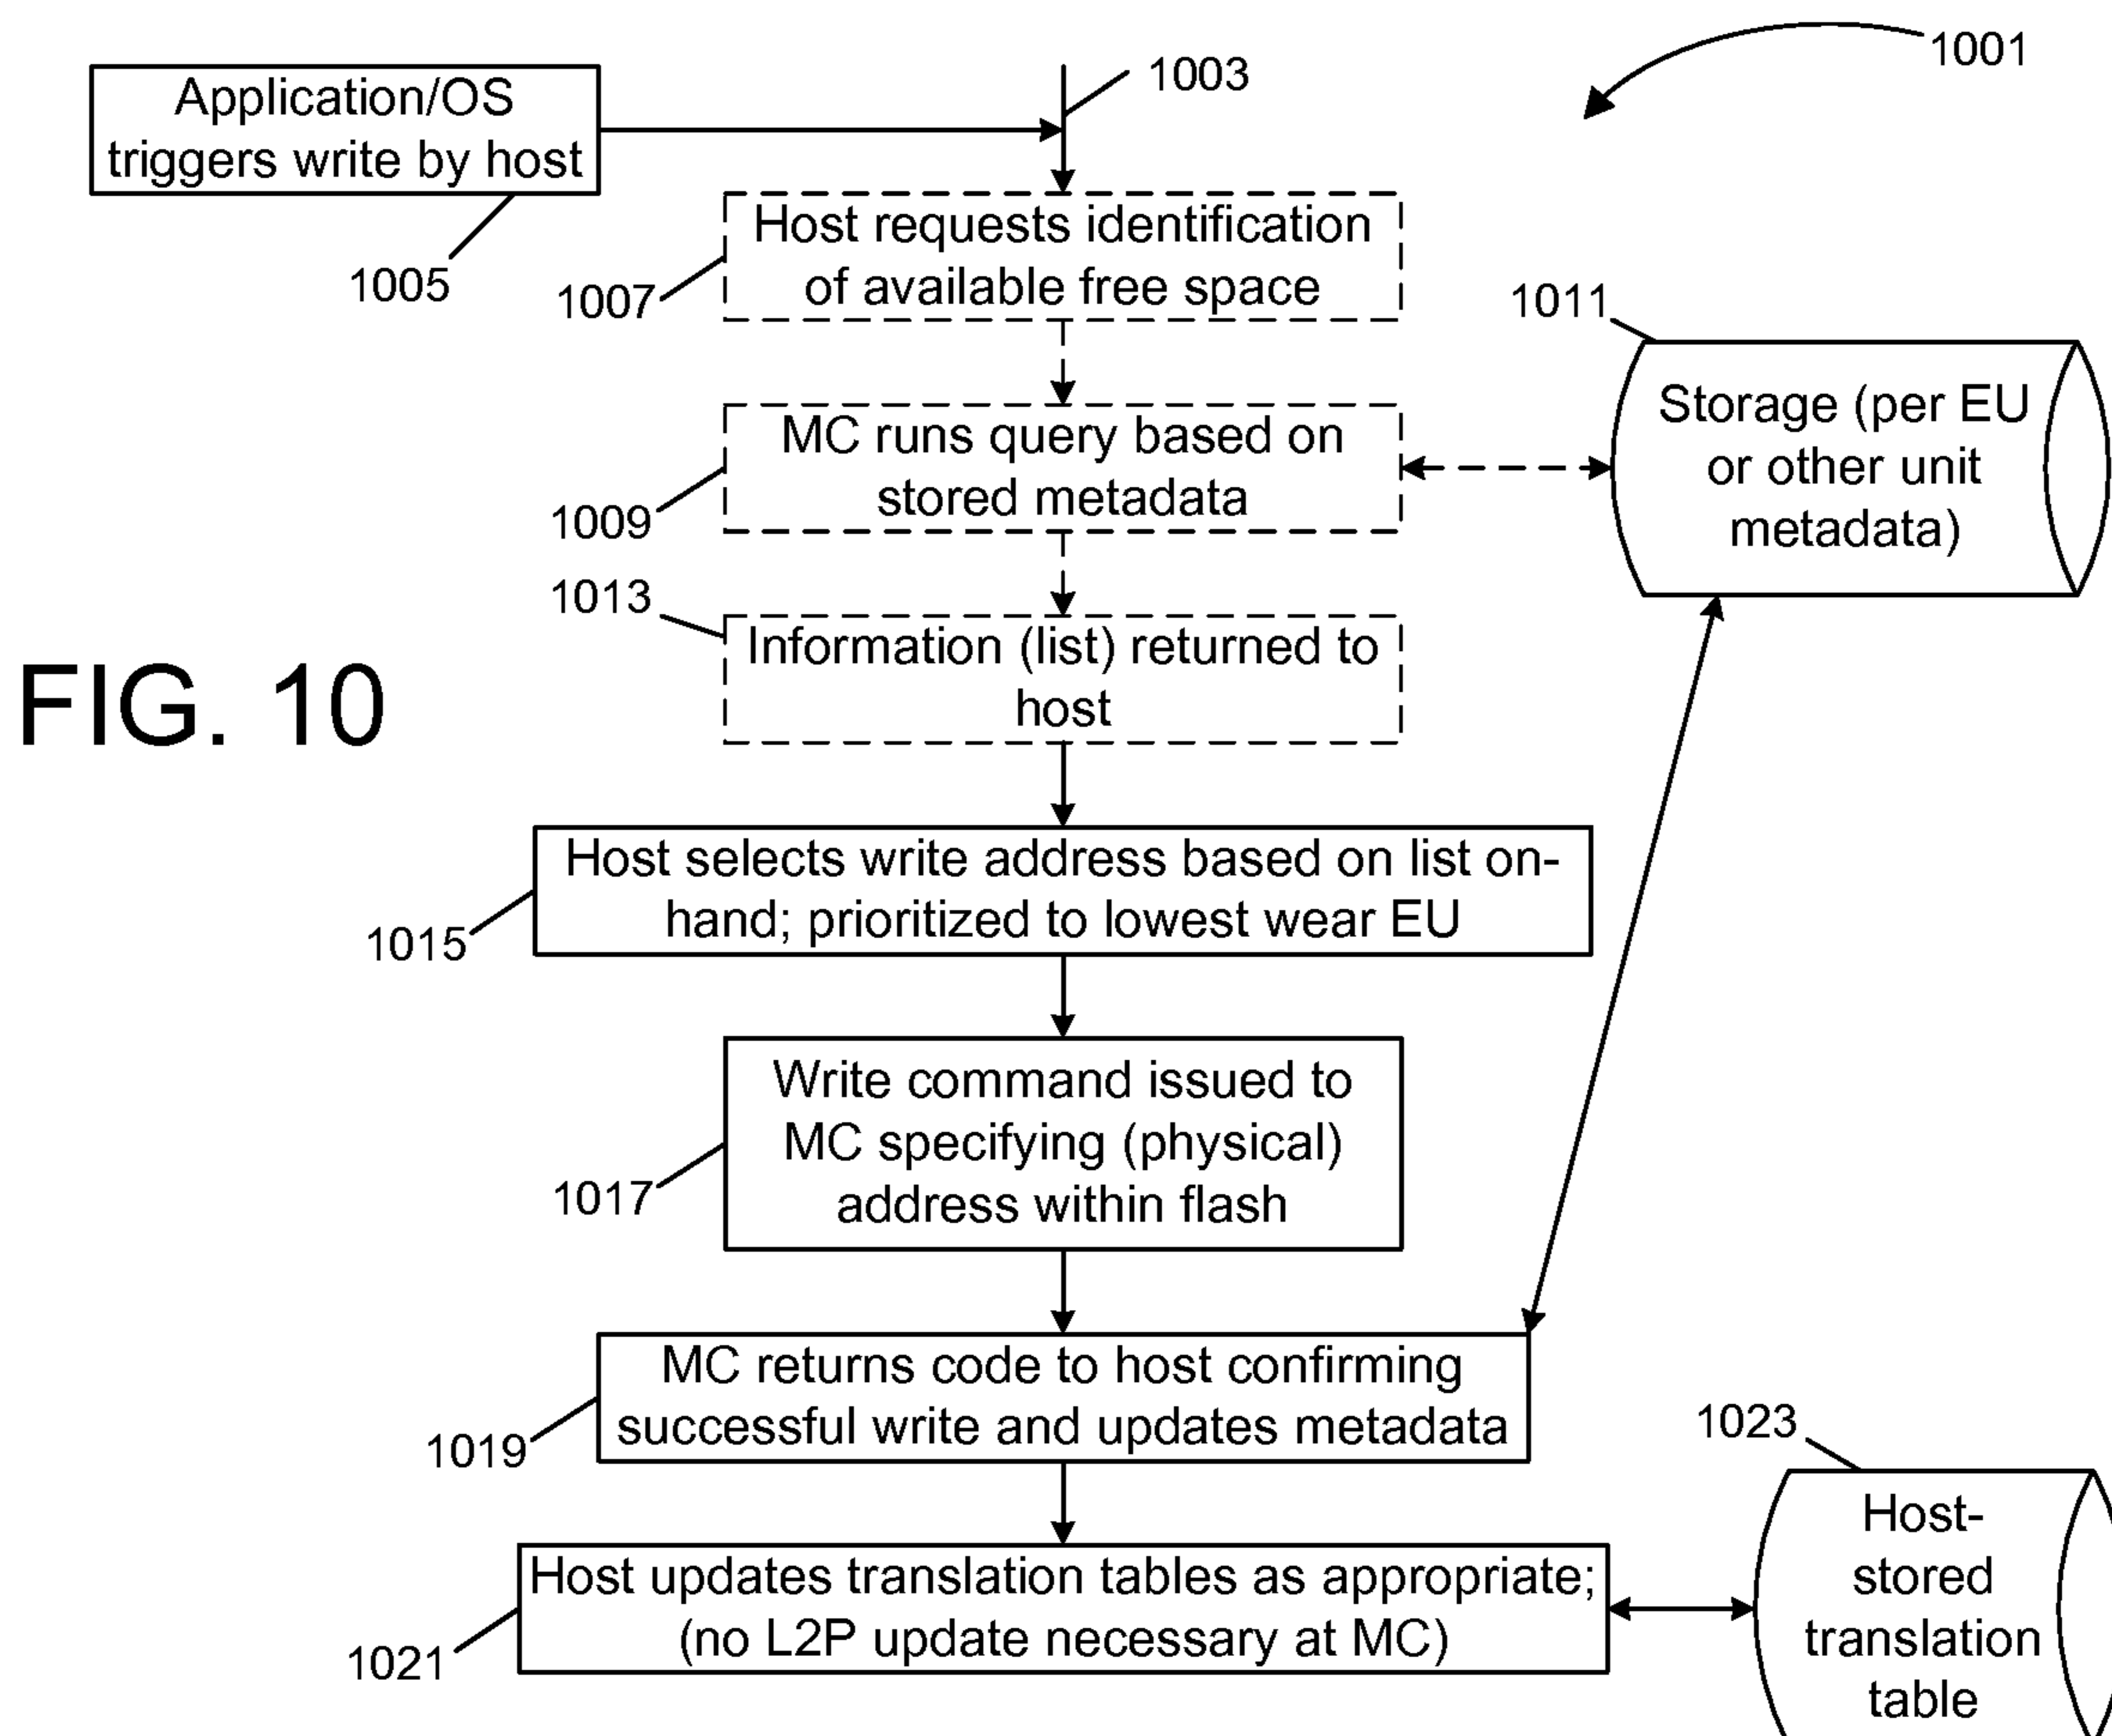 1001
1003
Application/OS
triggers write by host
1005
Host requests identification
of available free space
1007
1011
Storage (per EU
or other unit
metadata)
MC runs query based on
stored metadata
1009
1013
Information (list) returned to
host
FIG. 10
Host selects write address based on list on-
hand; prioritized to lowest wear EU
1015
Write command issued to
MC specifying (physical)
address within flash
1017
MC returns code to host confirming
successful write and updates metadata
1019
1023
Host-
stored
translation
table
Host updates translation tables as appropriate;
(no L2P update necessary at MC)
1021